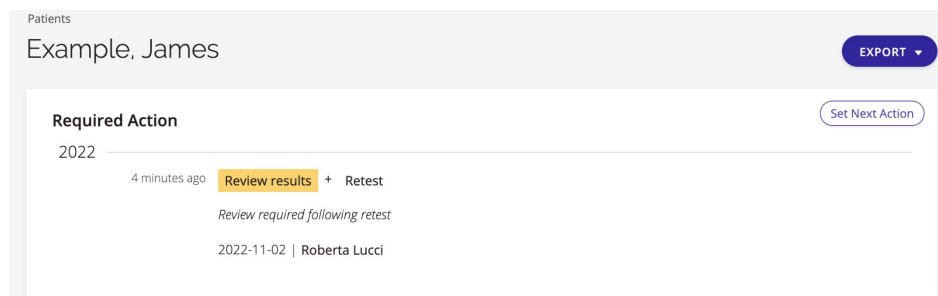 Patients
Example, James
EXPORT
Required Action
Set Next Action
2022
4 minutes ago Review results + Retest
Review required following retest
2022-11-02 | Roberta Lucci